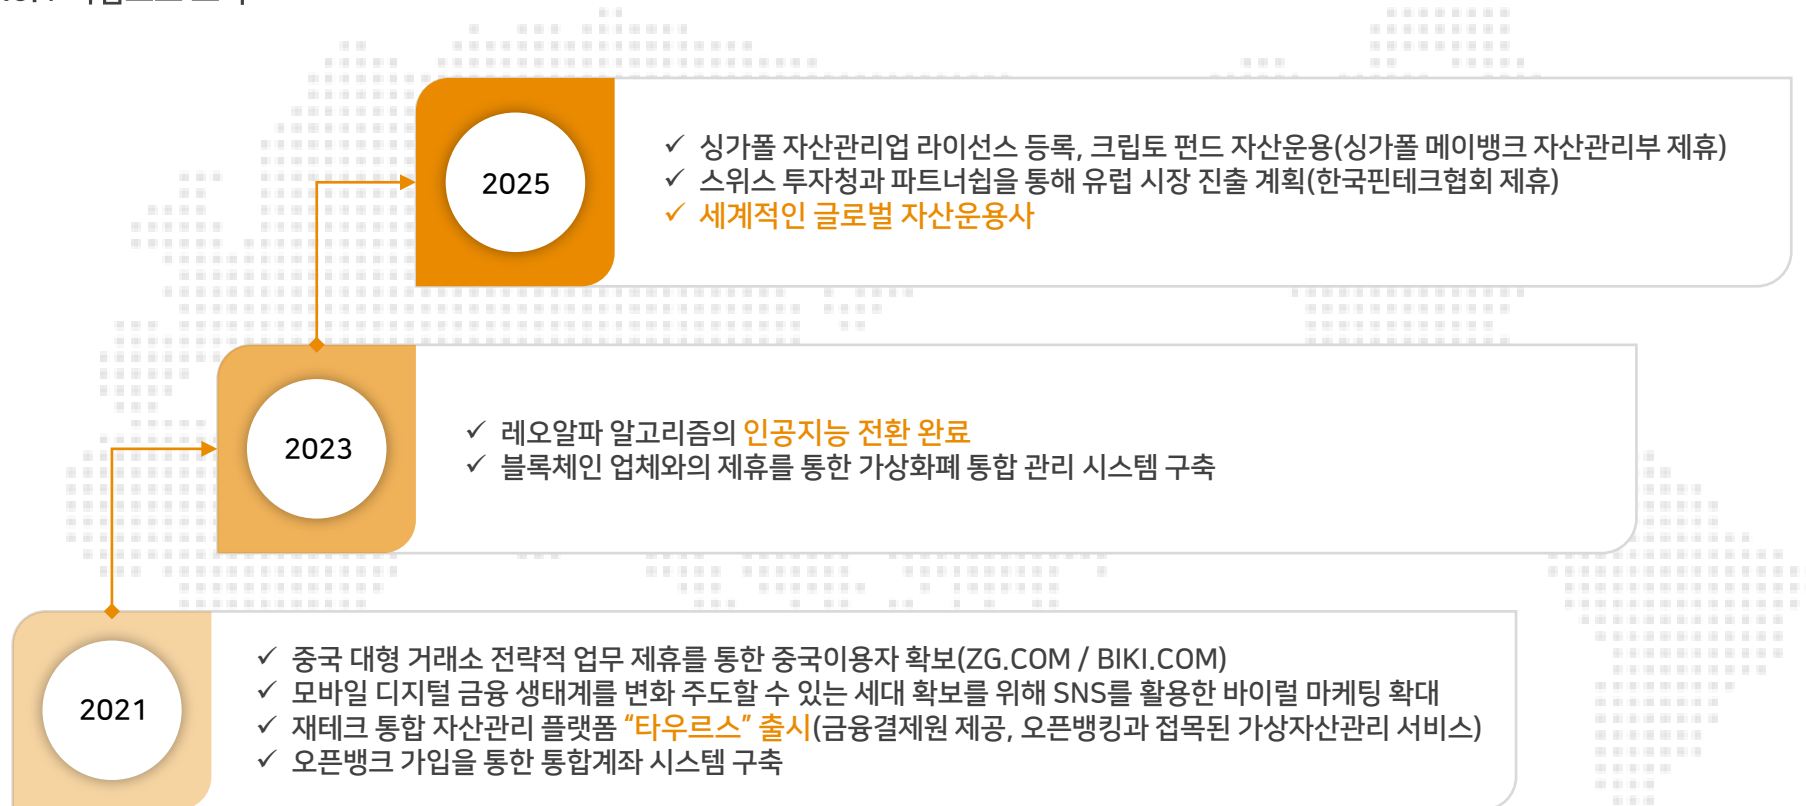 2025
✓ 싱가폴 자산관리업 라이선스 등록, 크립토 펀드 자산운용(싱가폴 메이뱅크 자산관리부 제휴)
✓ 스위스 투자청과 파트너쉽을 통해 유럽 시장 진출 계획(한국핀테크협회 제휴)
✓ 세계적인 글로벌 자산운용사
2023
✓ 레오알파 알고리즘의 인공지능 전환 완료
✓ 블록체인 업체와의 제휴를 통한 가상화폐 통합 관리 시스템 구축
2021
✓ 중국 대형 거래소 전략적 업무 제휴를 통한 중국이용자 확보(ZG.COM / BIKI.COM)
✓ 모바일 디지털 금융 생태계를 변화 주도할 수 있는 세대 확보를 위해 SNS를 활용한 바이럴 마케팅 확대
✓ 재테크 통합 자산관리 플랫폼 “타우르스” 출시(금융결제원 제공, 오픈뱅킹과 접목된 가상자산관리 서비스)
✓ 오픈뱅크 가입을 통한 통합계좌 시스템 구축